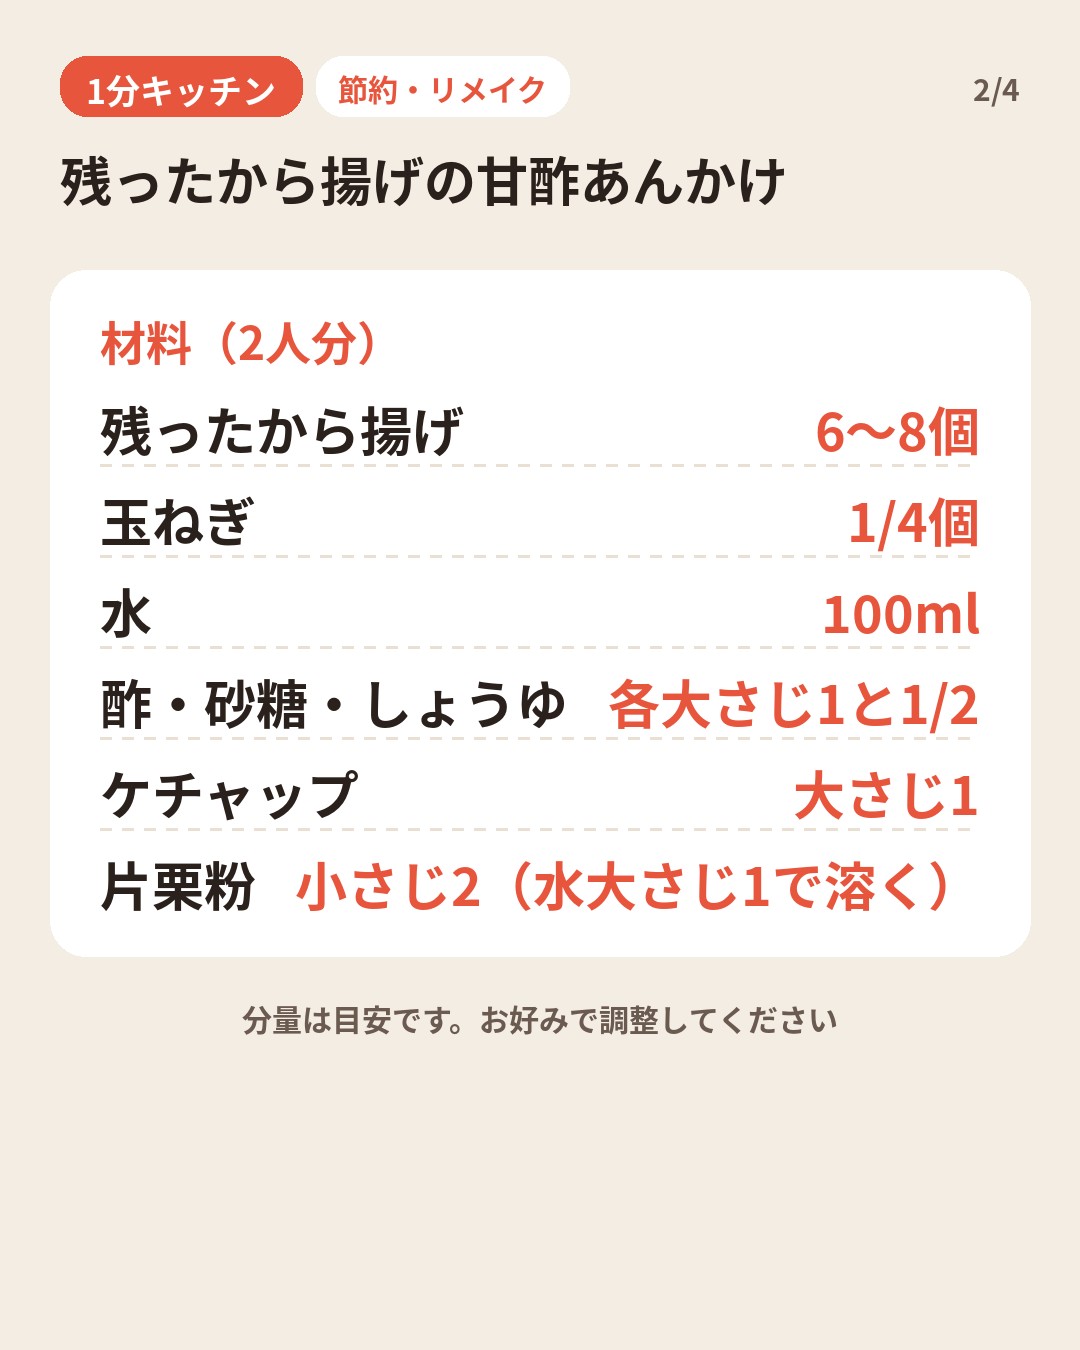 1分キッチン 節約・リメイク 2/4
残ったから揚げの甘酢あんかけ
材料（2人分）
残ったから揚げ 6〜8個
玉ねぎ 1/4個
水 100ml
酢・砂糖・しょうゆ 各大さじ1と1/2
ケチャップ 大さじ1
片栗粉 小さじ2（水大さじ1で溶く）
分量は目安です。お好みで調整してください